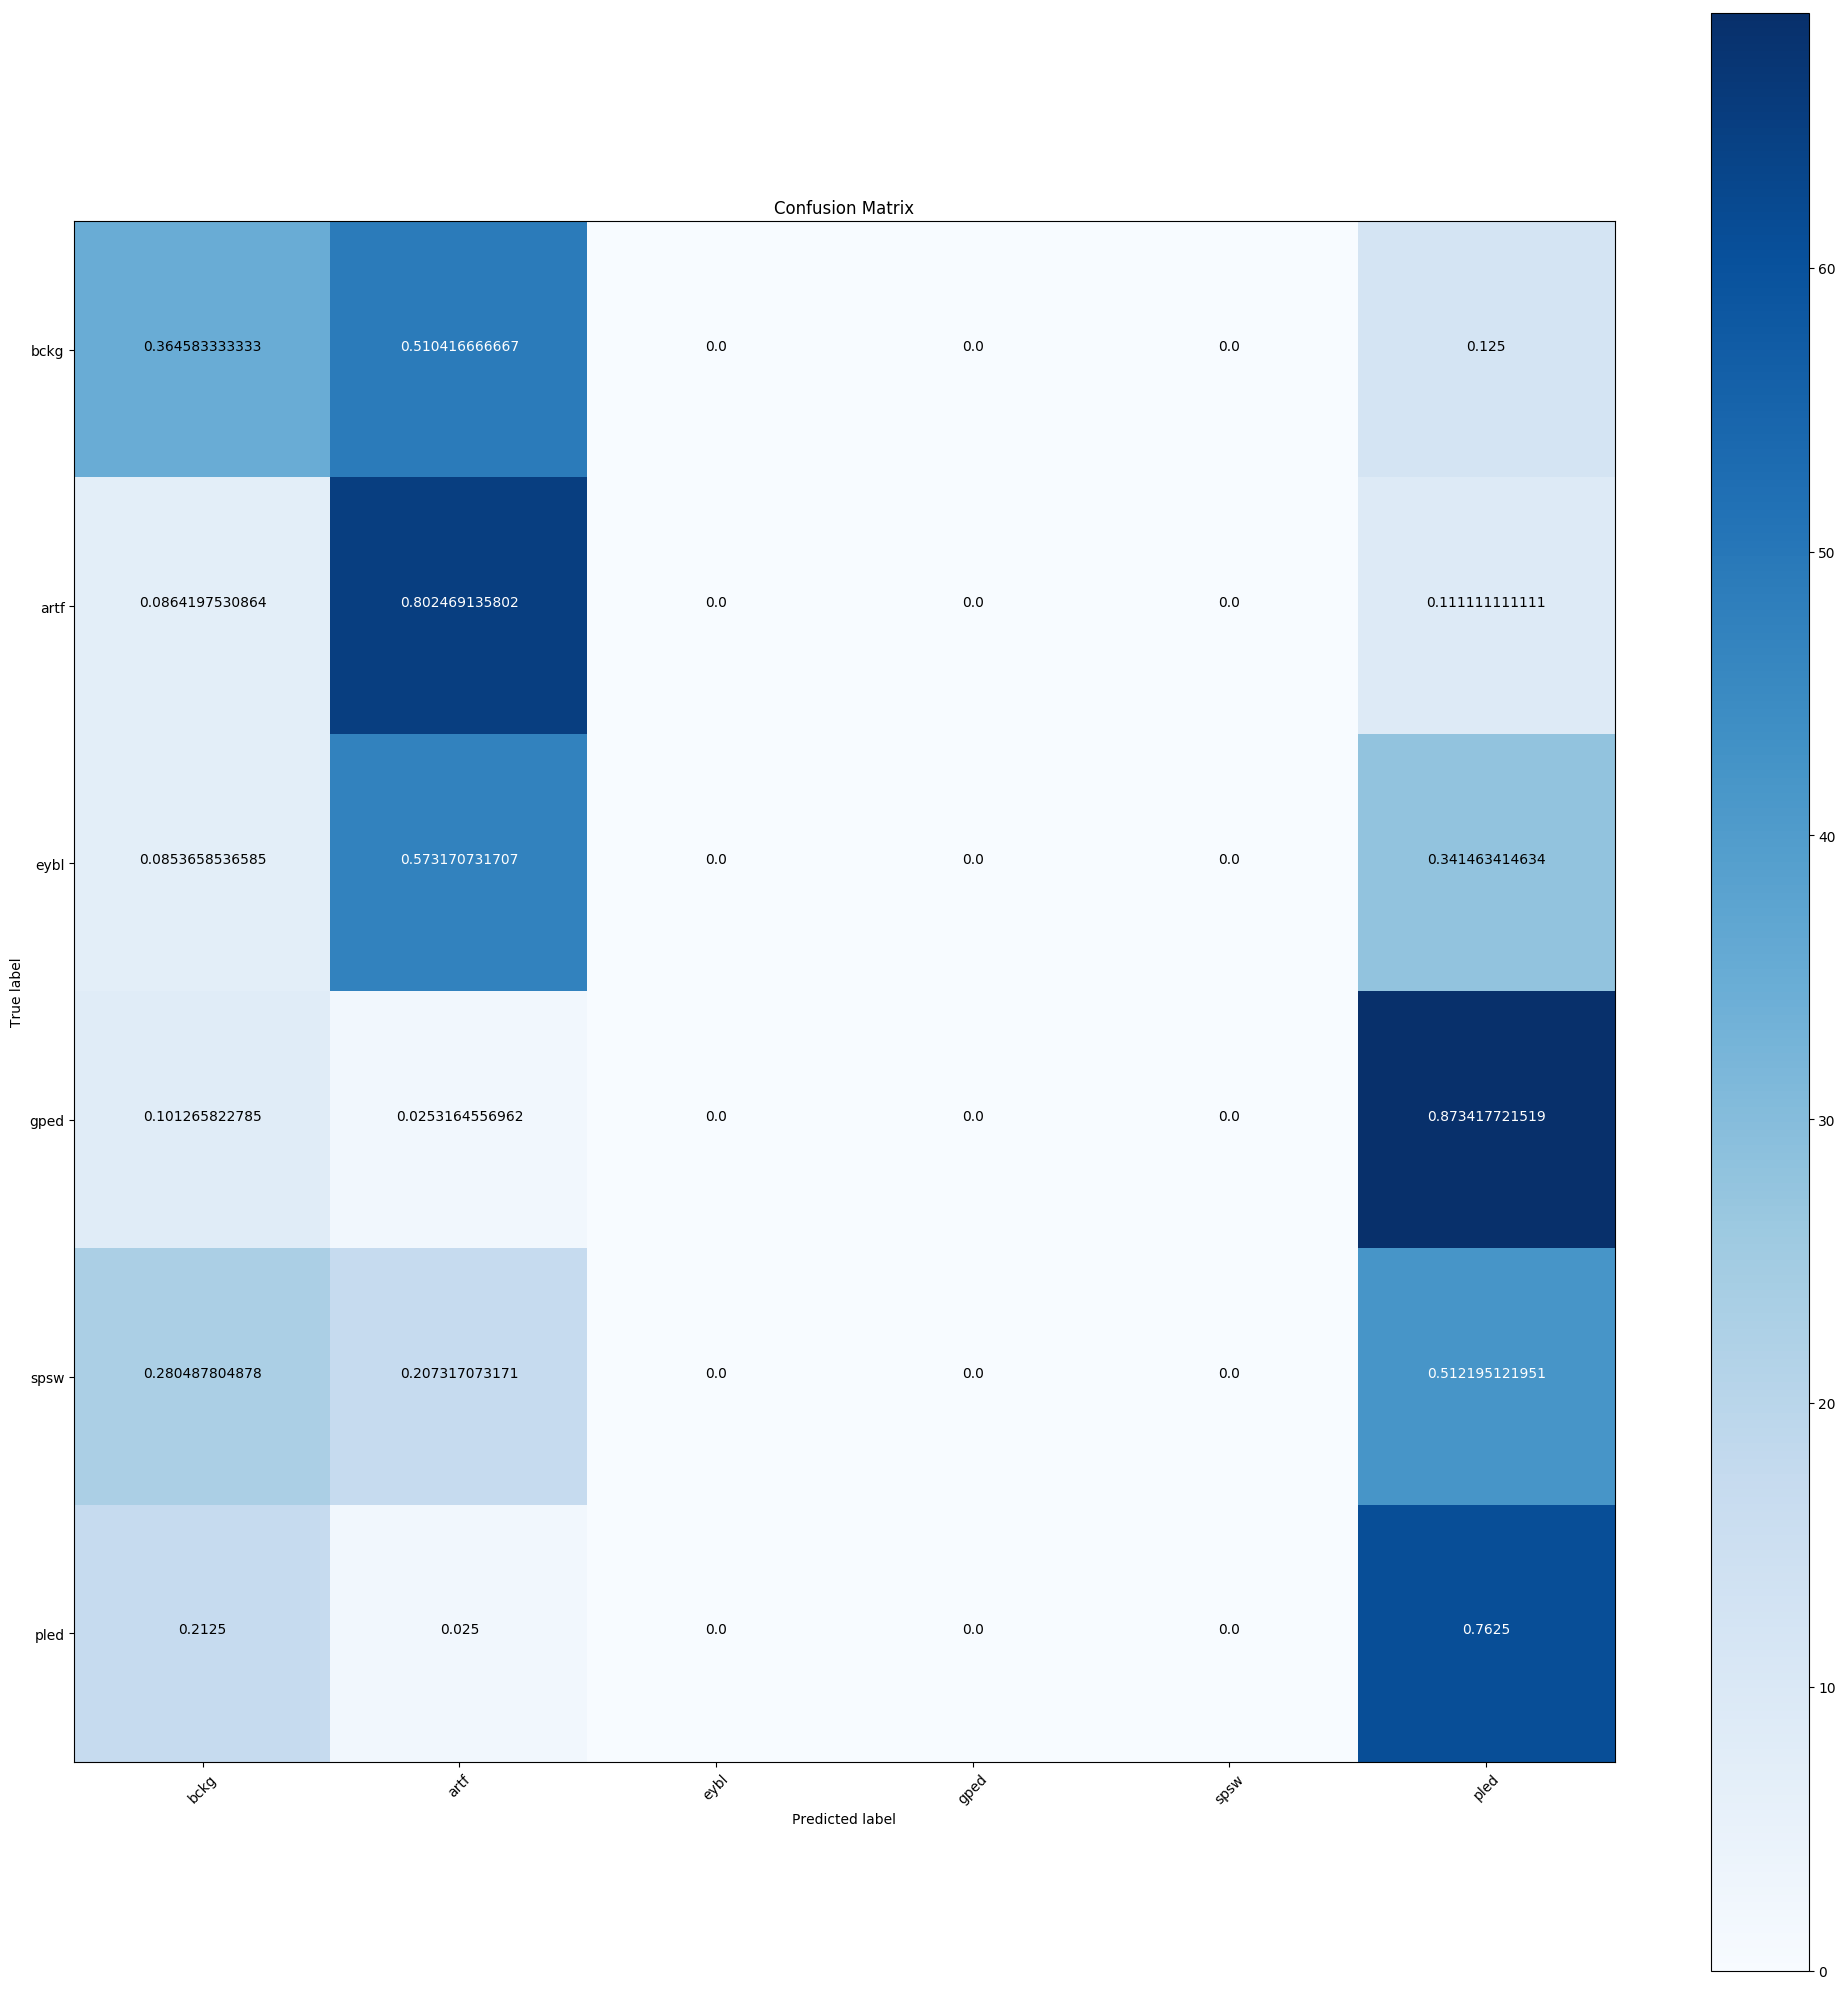 Confusion Matrix
bckg 0.364583333333 0.510416666667 0.0 0.0 0.0 0.125
artf 0.0864197530864 0.802469135802 0.0 0.0 0.0 0.111111111111
eybl 0.0853658536585 0.573170731707 0.0 0.0 0.0 0.341463414634
gped 0.101265822785 0.0253164556962 0.0 0.0 0.0 0.873417721519
spsw 0.280487804878 0.207317073171 0.0 0.0 0.0 0.512195121951
pled 0.2125 0.025 0.0 0.0 0.0 0.7625
bckg artf eybl gped spsw pled
True label
Predicted label
60
50
40
30
20
10
0